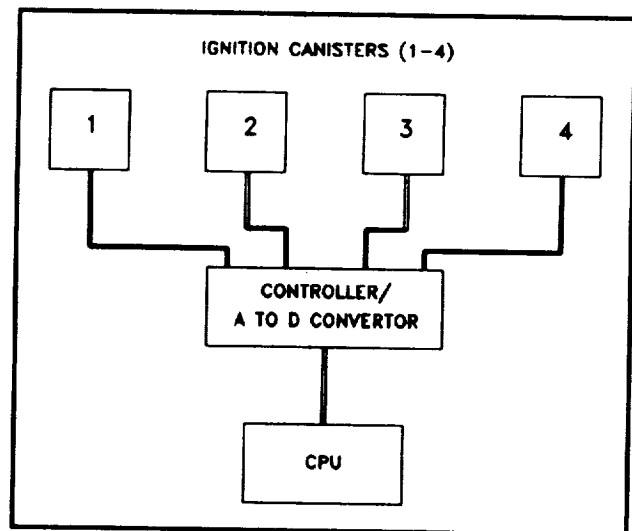 IGNITION CANISTERS (1-4)
1
2
3
4
CONTROLLER/
A TO D CONVERTOR
CPU